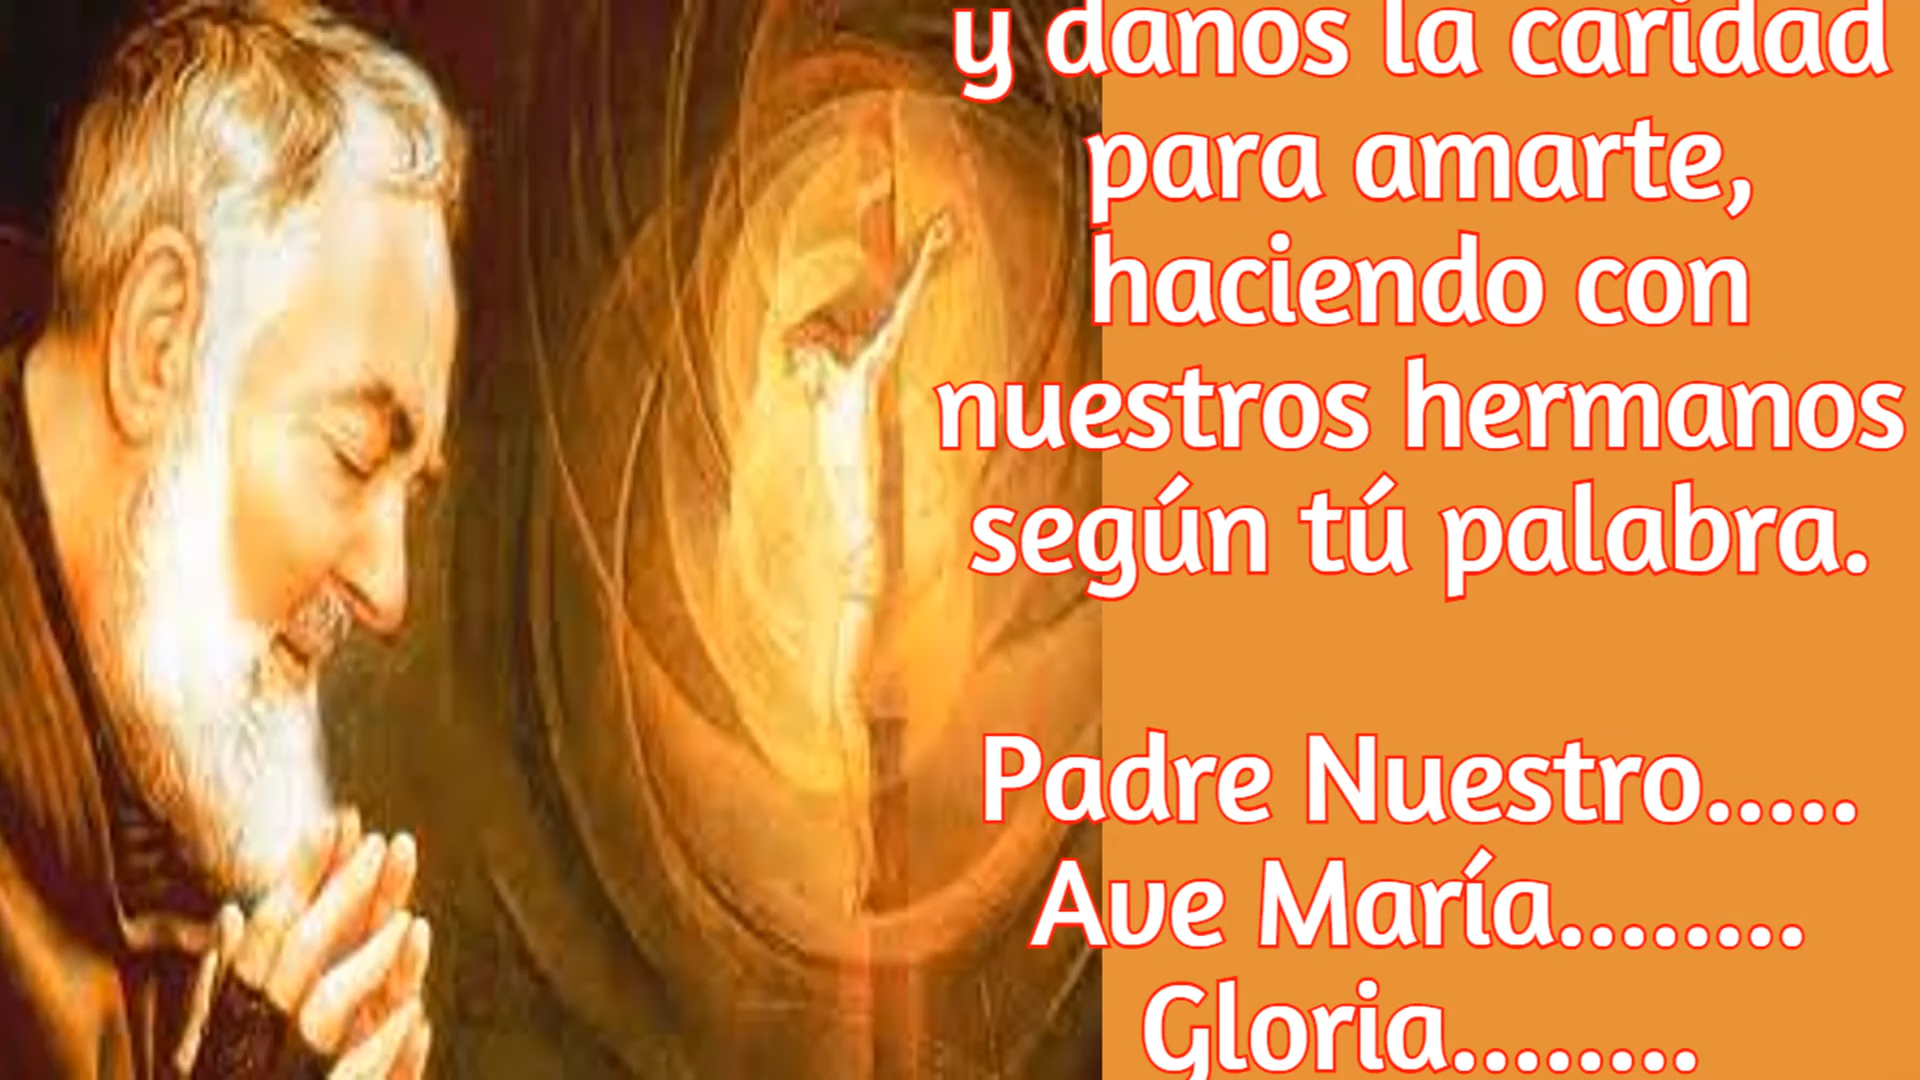 y danos la caridad
para amarte,
haciendo con
nuestros hermanos
según tú palabra.
Padre Nuestro.....
Ave María........
Gloria........